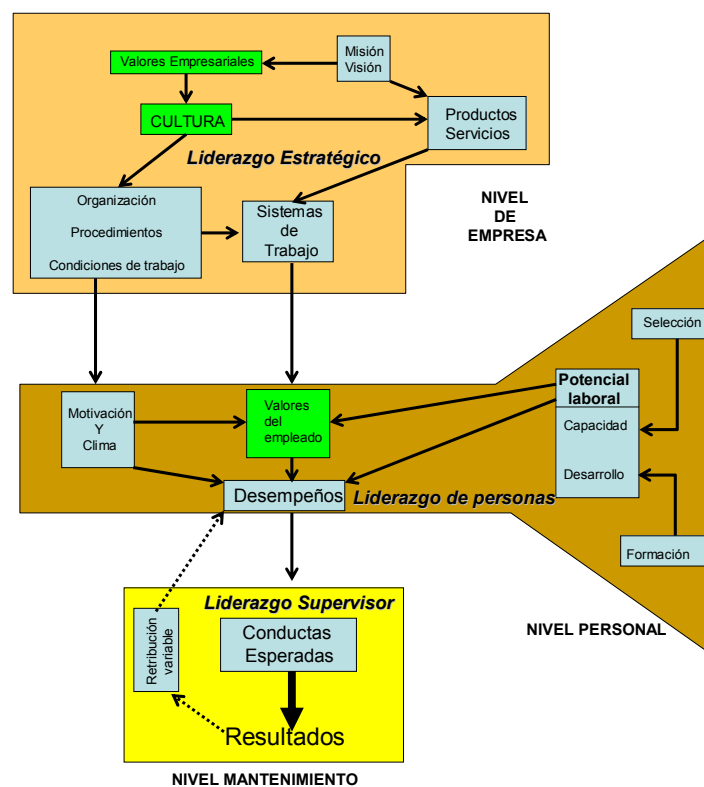 Misión
Visión
Valores Empresariales
CULTURA
Productos
Servicios
Liderazgo Estratégico
Organización
Procedimientos
Condiciones de trabajo
Sistemas
de
Trabajo
NIVEL
DE
EMPRESA
Selección
Potencial
laboral
Capacidad
Desarrollo
Formación
Motivación
Y
Clima
Valores
del
empleado
Desempeños
Liderazgo de personas
NIVEL PERSONAL
Liderazgo Supervisor
Retribución
variable
Conductas
Esperadas
Resultados
NIVEL MANTENIMIENTO